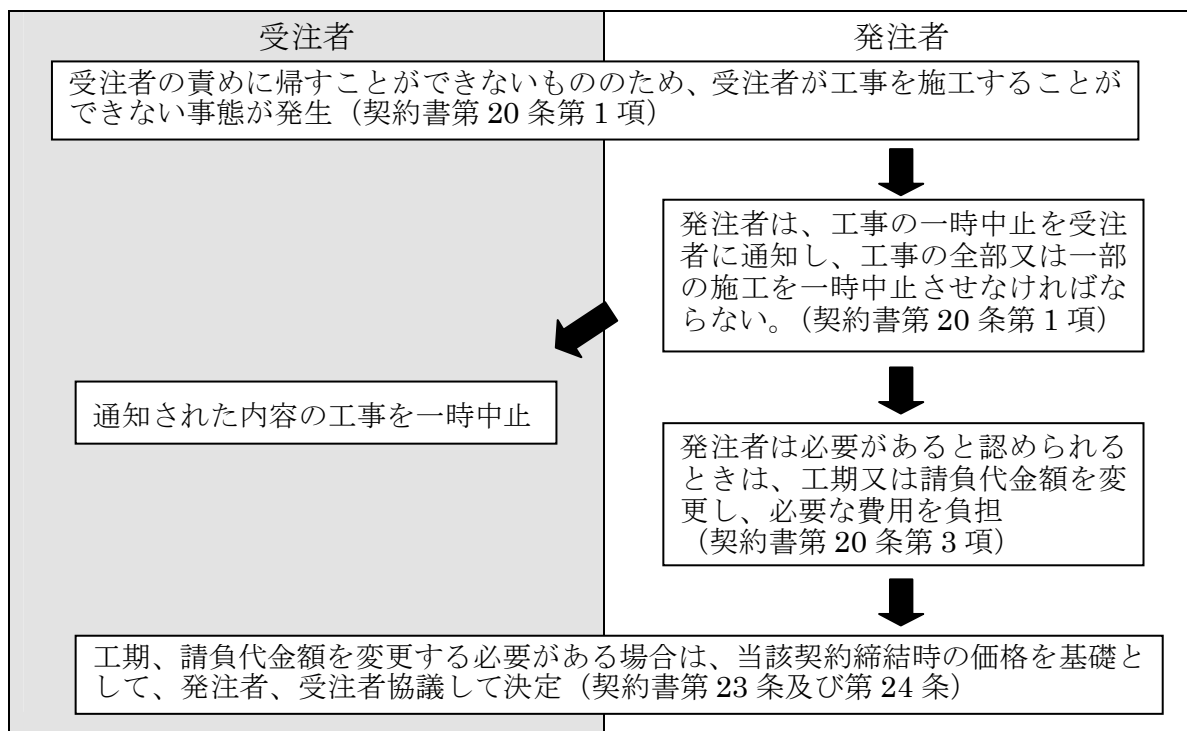 受注者
発注者
受注者の責めに帰すことができないもののため、受注者が工事を施工することが
できない事態が発生（契約書第 20 条第 1 項）
発注者は、工事の一時中止を受注
者に通知し、工事の全部又は一部
の施工を一時中止させなければな
らない。（契約書第 20 条第 1 項）
通知された内容の工事を一時中止
発注者は必要があると認められる
ときは、工期又は請負代金額を変
更し、必要な費用を負担
（契約書第 20 条第 3 項）
工期、請負代金額を変更する必要がある場合は、当該契約締結時の価格を基礎と
して、発注者、受注者協議して決定（契約書第 23 条及び第 24 条）